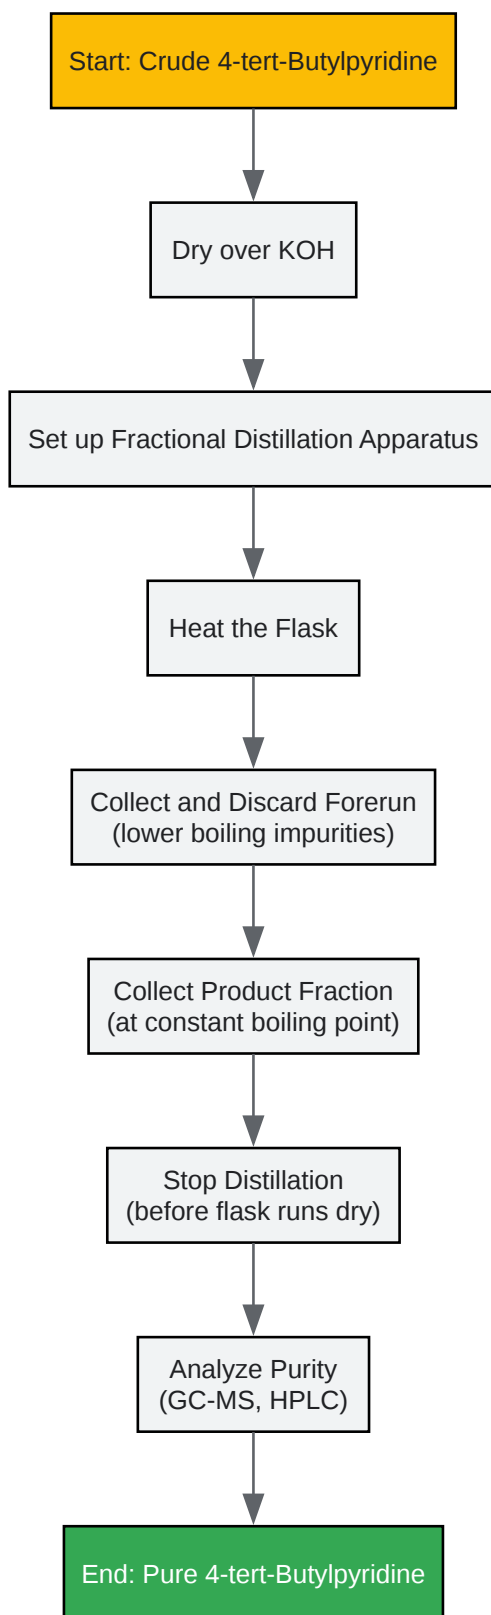 Start: Crude 4-tert-Butylpyridine
Dry over KOH
Set up Fractional Distillation Apparatus
Heat the Flask
Collect and Discard Forerun
(lower boiling impurities)
Collect Product Fraction
(at constant boiling point)
Stop Distillation
(before flask runs dry)
Analyze Purity
(GC-MS, HPLC)
End: Pure 4-tert-Butylpyridine